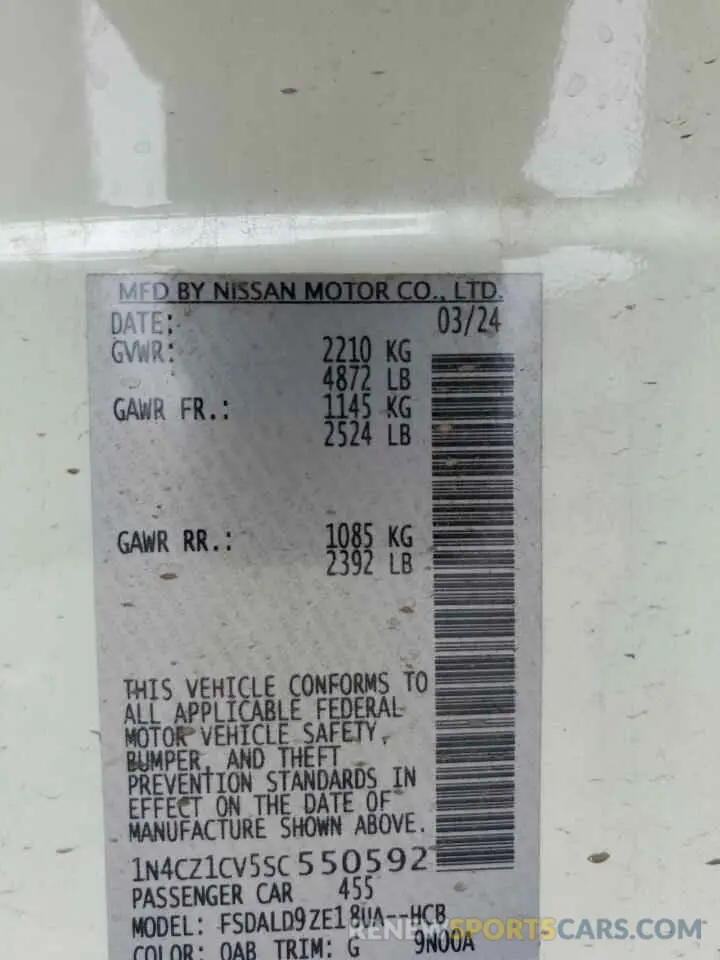 MFD BY NISSAN MOTOR CO., LTD.
DATE: 03/24
GVWR: 2210 KG
4872 LB
GAWR FR.: 1145 KG
2524 LB
GAWR RR.: 1085 KG
2392 LB
THIS VEHICLE CONFORMS TO
ALL APPLICABLE FEDERAL
MOTOR VEHICLE SAFETY,
BUMPER, AND THEFT
PREVENTION STANDARDS IN
EFFECT ON THE DATE OF
MANUFACTURE SHOWN ABOVE.
1N4CZ1CV5SC550592
PASSENGER CAR 455
MODEL: FSDALD9ZE18UA--HCB
COLOR: QAB TRIM: G 9N00A
RENEWSPORTSCARS.COM